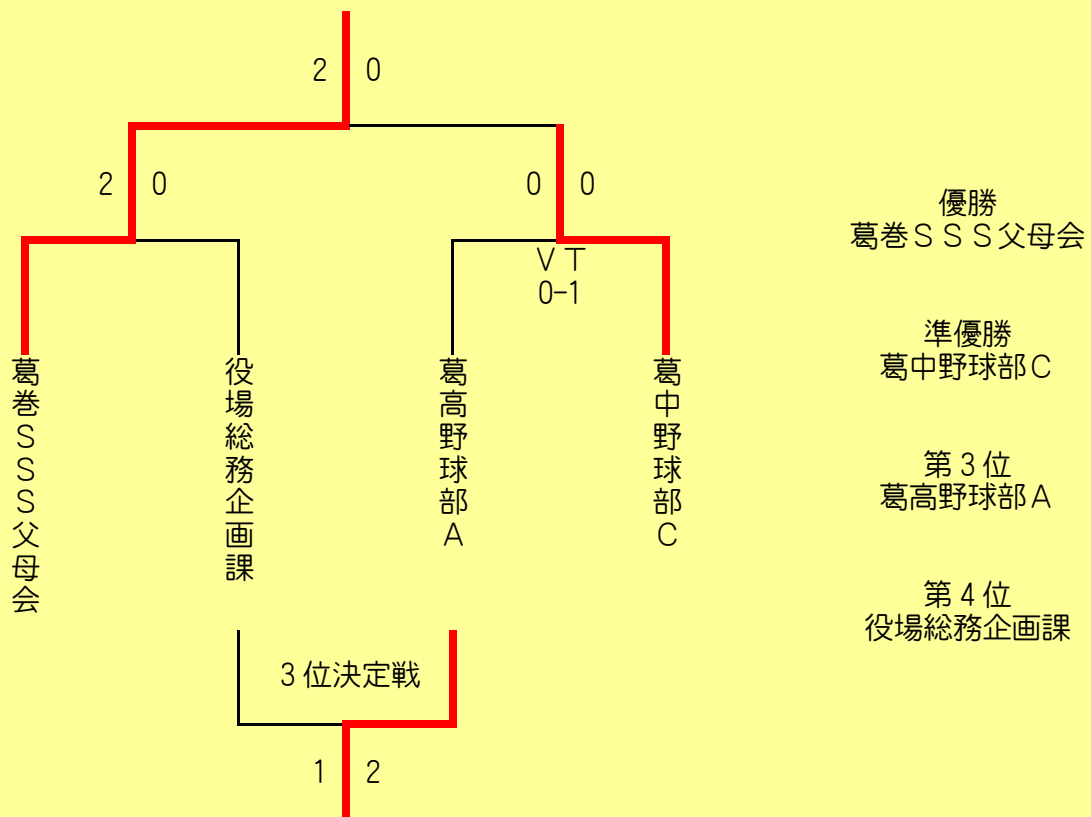 2 0
2 0
0 0
ＶＴ
0-1
葛巻ＳＳＳ父母会
役場総務企画課
葛高野球部Ａ
葛中野球部Ｃ
3位決定戦
1 2
優勝
葛巻ＳＳＳ父母会
準優勝
葛中野球部Ｃ
第3位
葛高野球部Ａ
第4位
役場総務企画課